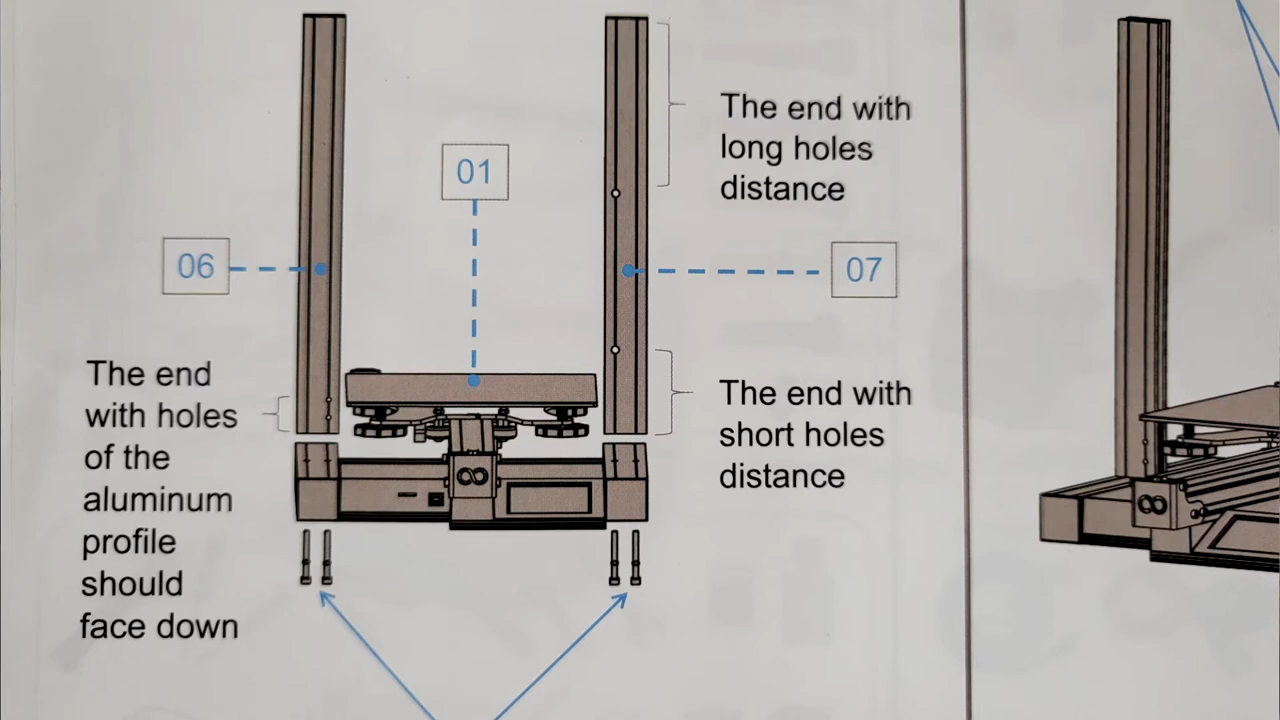 The end with
long holes
distance
01
06
07
The end
with holes
of the
aluminum
profile
should
face down
The end with
short holes
distance